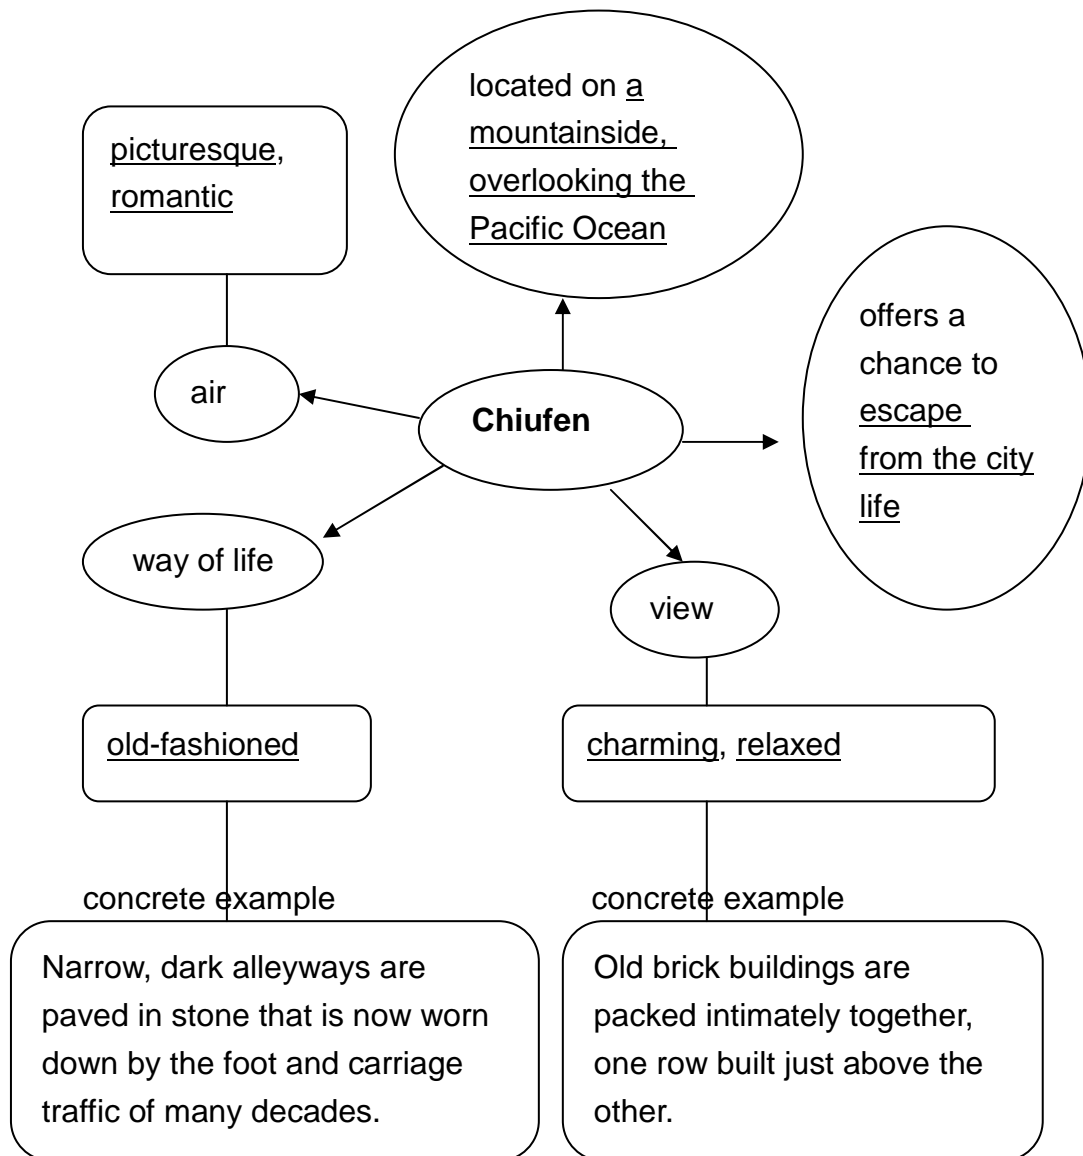 located on a
mountainside,
overlooking the
Pacific Ocean
picturesque,
romantic
offers a
chance to
escape
from the city
life
air
Chiufen
way of life
view
old-fashioned
charming, relaxed
concrete example
concrete example
Narrow, dark alleyways are
paved in stone that is now worn
down by the foot and carriage
traffic of many decades.
Old brick buildings are
packed intimately together,
one row built just above the
other.